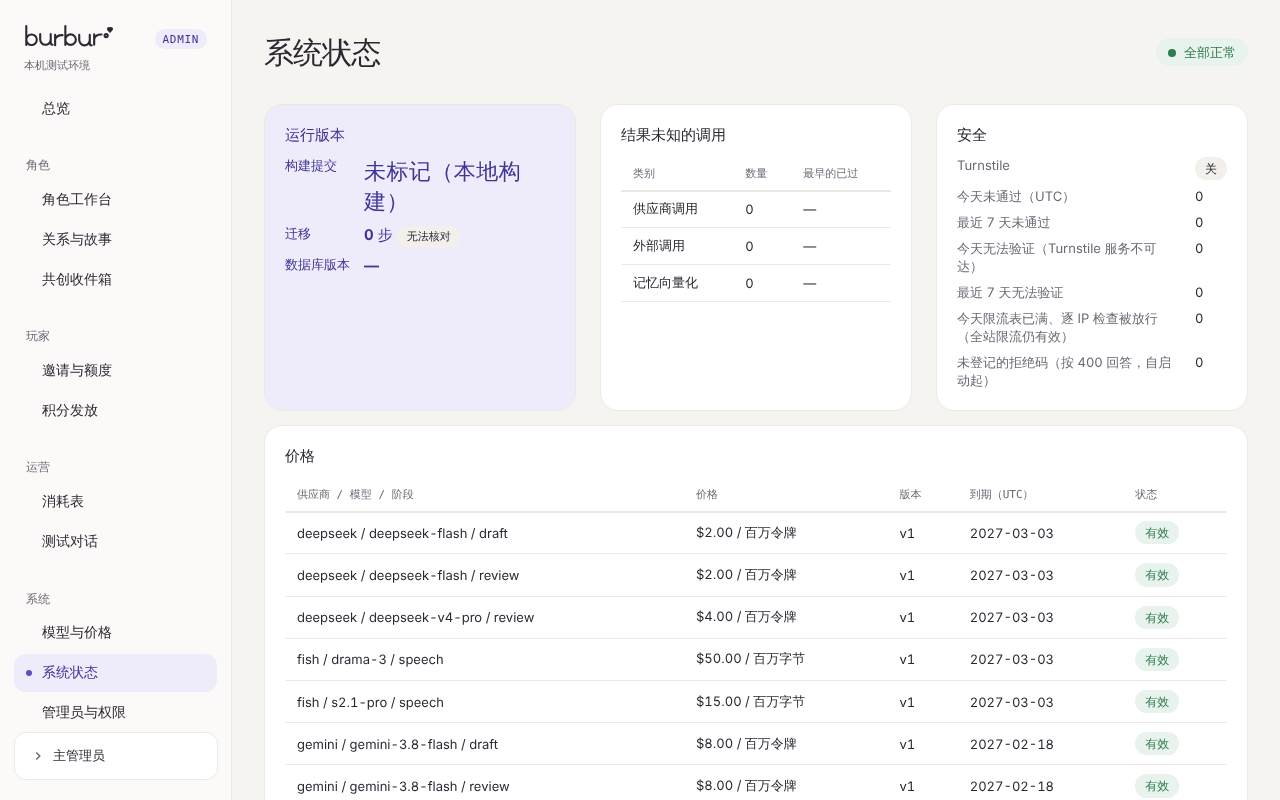 burbur
ADMIN
本机测试环境
总览
角色
角色工作台
关系与故事
共创收件箱
玩家
邀请与额度
积分发放
运营
消耗表
测试对话
系统
模型与价格
系统状态
管理员与权限
主管理员
系统状态
全部正常
运行版本
构建提交 未标记（本地构
建）
迁移 0 步 无法核对
数据库版本 —
结果未知的调用
类别 数量 最早的已过
供应商调用 0 —
外部调用 0 —
记忆向量化 0 —
安全
Turnstile 关
今天未通过（UTC） 0
最近 7 天未通过 0
今天无法验证（Turnstile 服务不可 0
达）
最近 7 天无法验证 0
今天限流表已满、逐 IP 检查被放行 0
（全站限流仍有效）
未登记的拒绝码（按 400 回答，自启 0
动起）
价格
供应商 / 模型 / 阶段 价格 版本 到期（UTC） 状态
deepseek / deepseek-flash / draft $2.00 / 百万令牌 v1 2027-03-03 有效
deepseek / deepseek-flash / review $2.00 / 百万令牌 v1 2027-03-03 有效
deepseek / deepseek-v4-pro / review $4.00 / 百万令牌 v1 2027-03-03 有效
fish / drama-3 / speech $50.00 / 百万字节 v1 2027-03-03 有效
fish / s2.1-pro / speech $15.00 / 百万字节 v1 2027-03-03 有效
gemini / gemini-3.8-flash / draft $8.00 / 百万令牌 v1 2027-02-18 有效
gemini / gemini-3.8-flash / review $8.00 / 百万令牌 v1 2027-02-18 有效